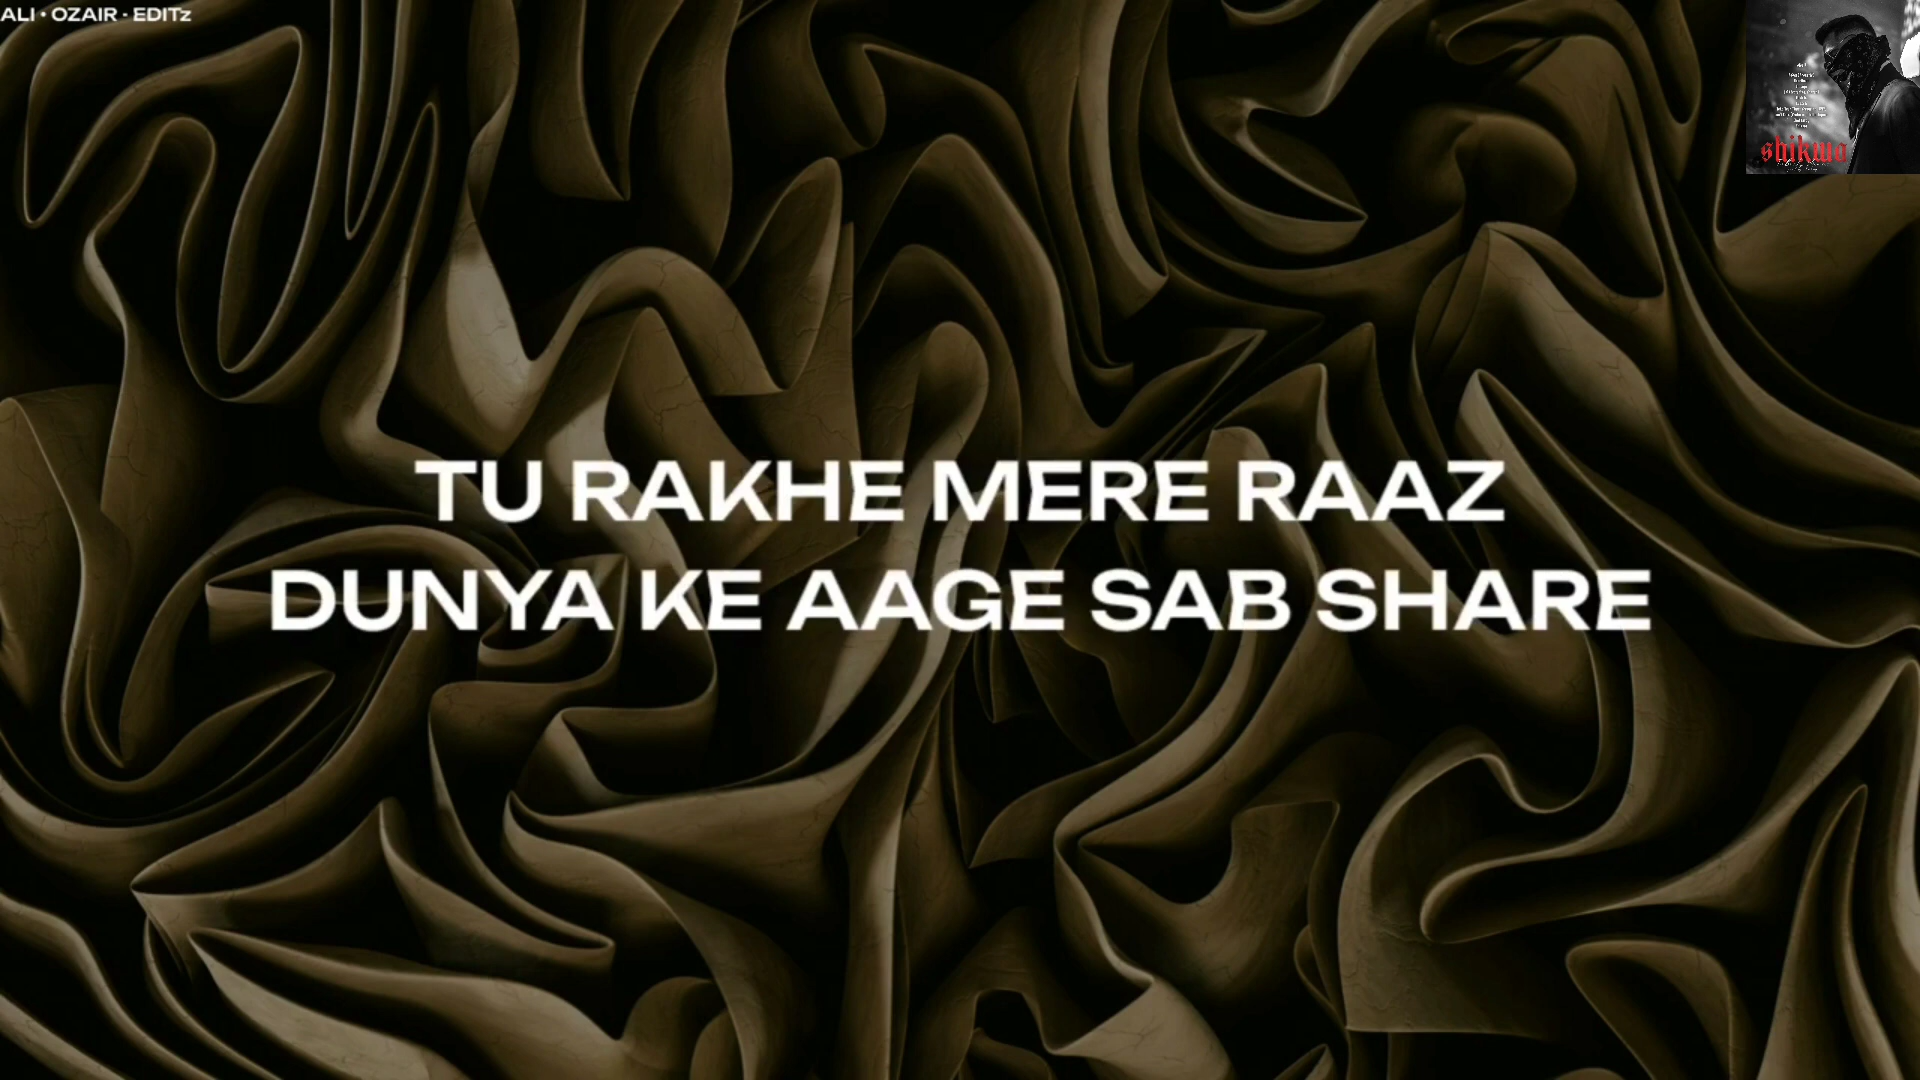 ALI • OZAIR • EDITz
shikwa
TU RAKHE MERE RAAZ
DUNYA KE AAGE SAB SHARE